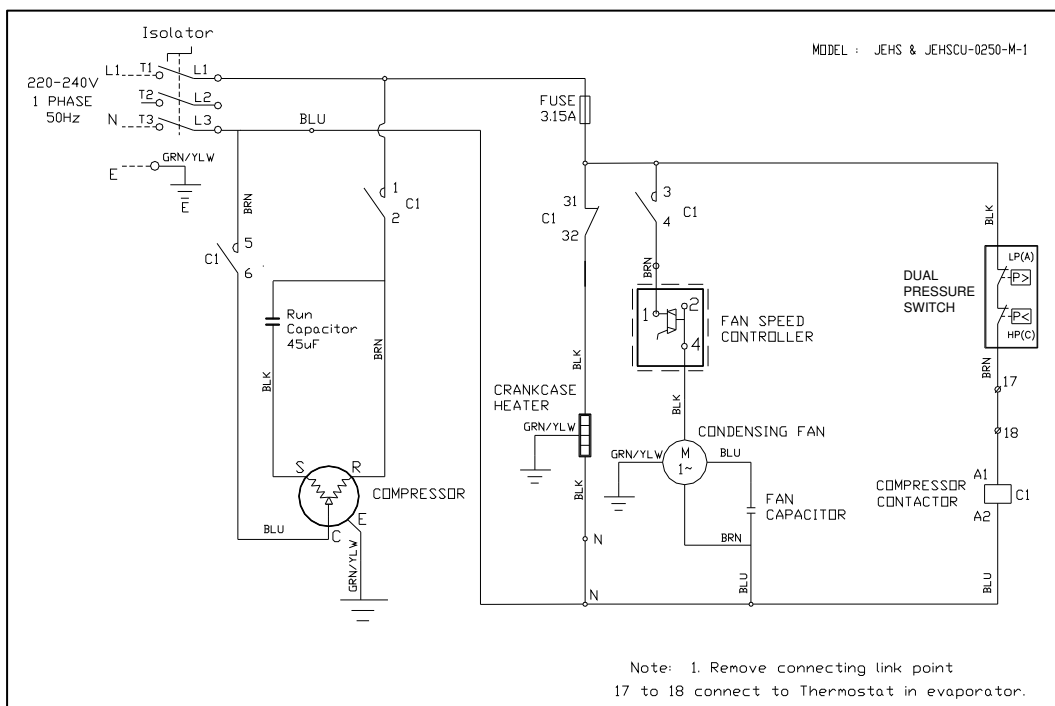 Isolator
MODEL : JEHS & JEHSCU-0250-M-1
L1 T1 L1
220-240V
1 PHASE
50Hz
T2 L2
N T3 L3
BLU
FUSE
3.15A
GRN/YLW
E
E
BRN
1
2
C1
5
6
C1
31
32
C1
3
4
C1
BLK
LP(A)
P>
P<
HP(C)
DUAL
PRESSURE
SWITCH
BRN
1
2
4
FAN SPEED
CONTROLLER
Run
Capacitor
45uF
BLK
BRN
BLK
BLK
BRN
17
18
CRANKCASE
HEATER
GRN/YLW
CONDENSING FAN
GRN/YLW
M
1~
BLU
S
R
COMPRESSOR
E
C
BLU
GRN/YLW
BLK
FAN
CAPACITOR
BRN
BLU
COMPRESSOR
CONTACTOR
A1
A2
C1
BLU
N
N
Note: 1. Remove connecting link point
17 to 18 connect to Thermostat in evaporator.